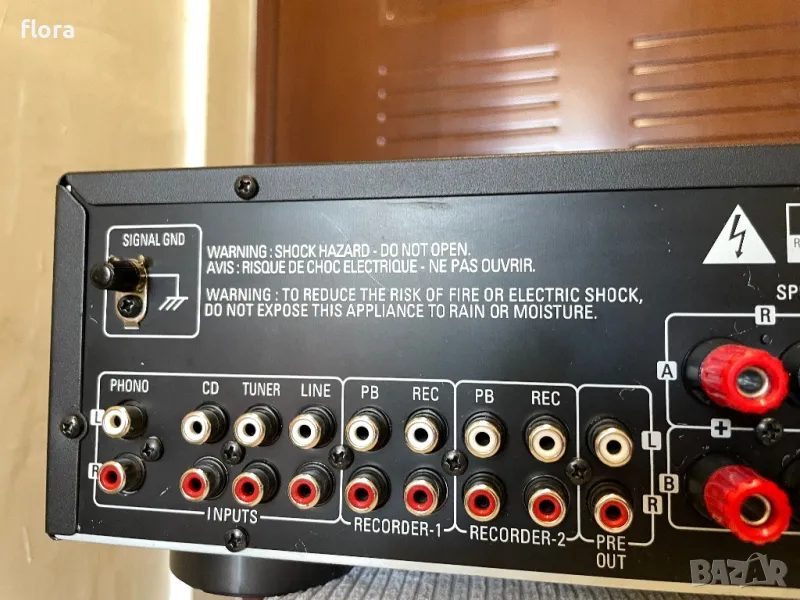 flora
SIGNAL GND
WARNING : SHOCK HAZARD - DO NOT OPEN.
AVIS : RISQUE DE CHOC ELECTRIQUE - NE PAS OUVRIR.
WARNING : TO REDUCE THE RISK OF FIRE OR ELECTRIC SHOCK,
DO NOT EXPOSE THIS APPLIANCE TO RAIN OR MOISTURE.
R
SP
R
A
+
B
PHONO CD TUNER LINE PB REC PB REC
L L
R R
INPUTS RECORDER-1 RECORDER-2 PRE
OUT
BAZAR